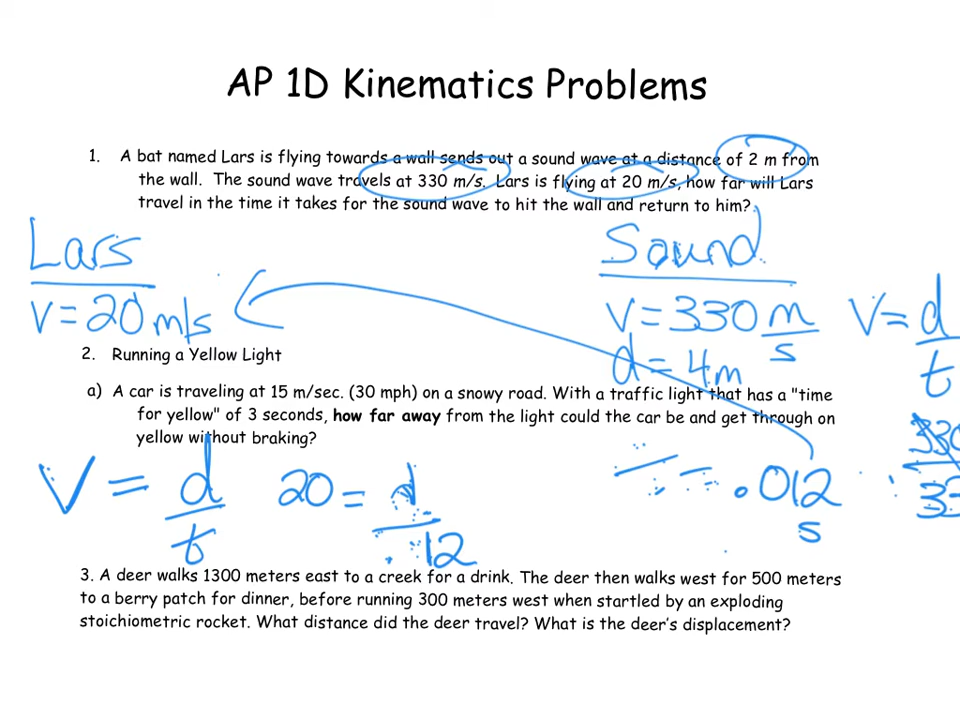 AP 1D Kinematics Problems
1. A bat named Lars is flying towards a wall sends out a sound wave at a distance of 2 m from
the wall. The sound wave travels at 330 m/s. Lars is flying at 20 m/s, how far will Lars
travel in the time it takes for the sound wave to hit the wall and return to him?
Lars
v = 20 m/s
Sound
v = 330 m/s
d = 4m
V = d/t
2. Running a Yellow Light
a) A car is traveling at 15 m/sec. (30 mph) on a snowy road. With a traffic light that has a "time
for yellow" of 3 seconds, how far away from the light could the car be and get through on
yellow without braking?
V = d/t
20 = d
= .012 s
330
3. A deer walks 1300 meters east to a creek for a drink. The deer then walks west for 500 meters
to a berry patch for dinner, before running 300 meters west when startled by an exploding
stoichiometric rocket. What distance did the deer travel? What is the deer's displacement?